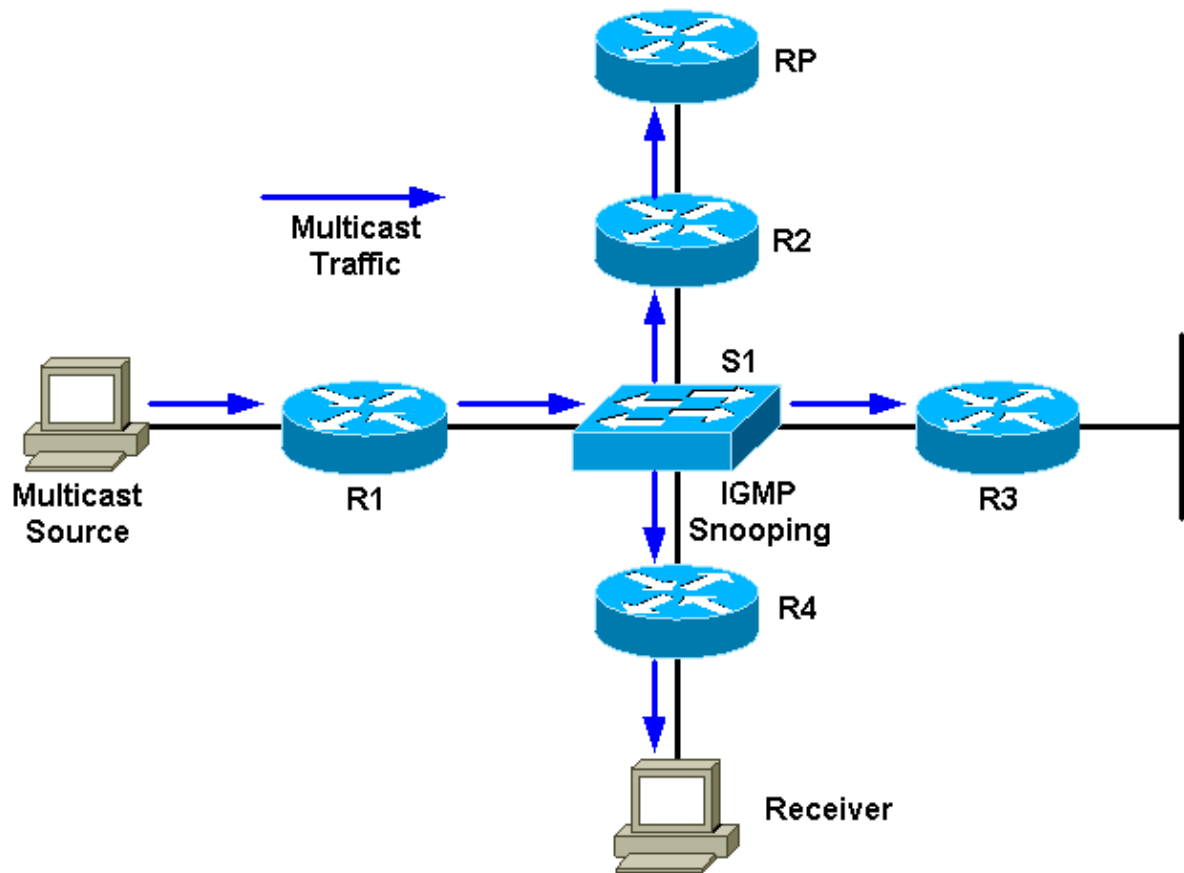 RP
Multicast
Traffic
R2
S1
Multicast
Source
R1
IGMP
Snooping
R3
R4
Receiver